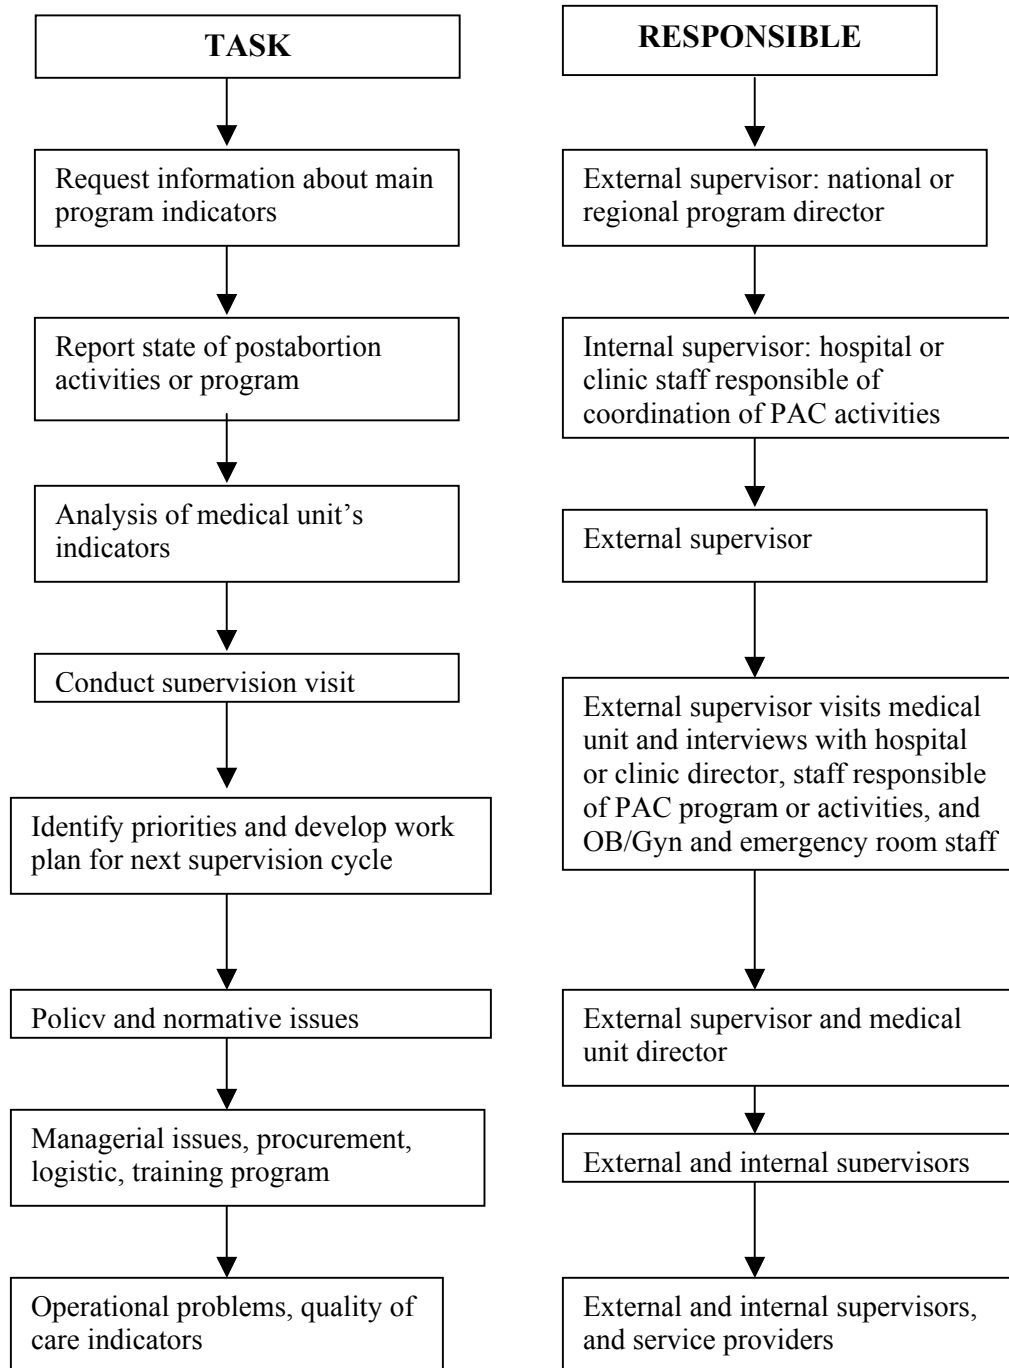 TASK
Request information about main
program indicators
Report state of postabortion
activities or program
Analysis of medical unit’s
indicators
Conduct supervision visit
Identify priorities and develop work
plan for next supervision cycle
Policy and normative issues
Managerial issues, procurement,
logistic, training program
Operational problems, quality of
care indicators
RESPONSIBLE
External supervisor: national or
regional program director
Internal supervisor: hospital or
clinic staff responsible of
coordination of PAC activities
External supervisor
External supervisor visits medical
unit and interviews with hospital
or clinic director, staff responsible
of PAC program or activities, and
OB/Gyn and emergency room staff
External supervisor and medical
unit director
External and internal supervisors
External and internal supervisors,
and service providers